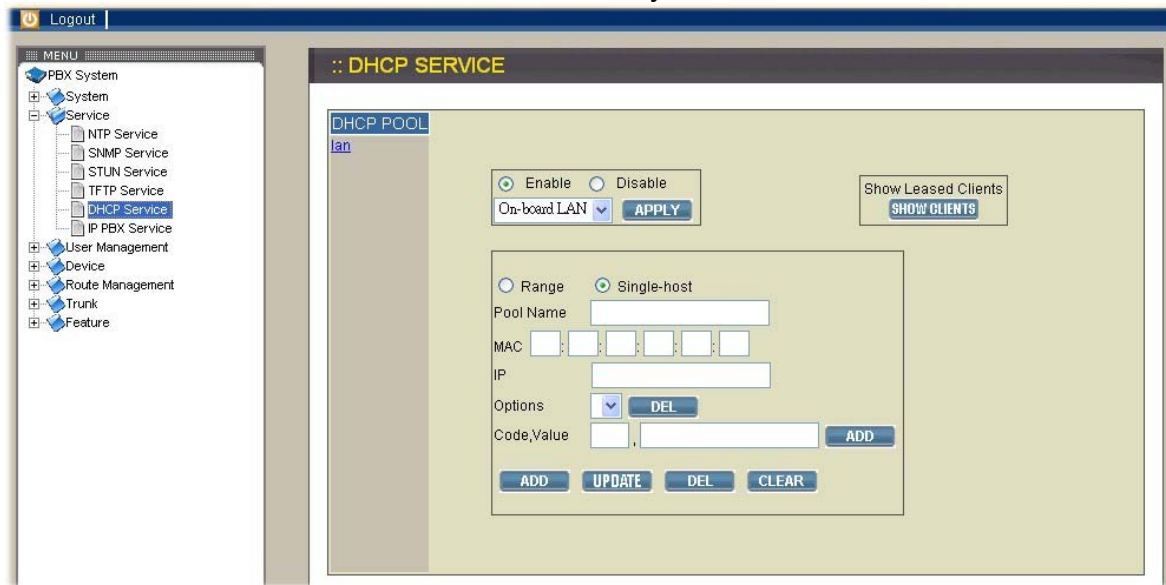 Logout
MENU
PBX System
System
Service
NTP Service
SNMP Service
STUN Service
TFTP Service
DHCP Service
IP PBX Service
User Management
Device
Route Management
Trunk
Feature
:: DHCP SERVICE
DHCP POOL
lan
Enable Disable
On-board LAN APPLY
Show Leased Clients
SHOW CLIENTS
Range Single-host
Pool Name
MAC : : : : :
IP
Options DEL
Code,Value , ADD
ADD UPDATE DEL CLEAR